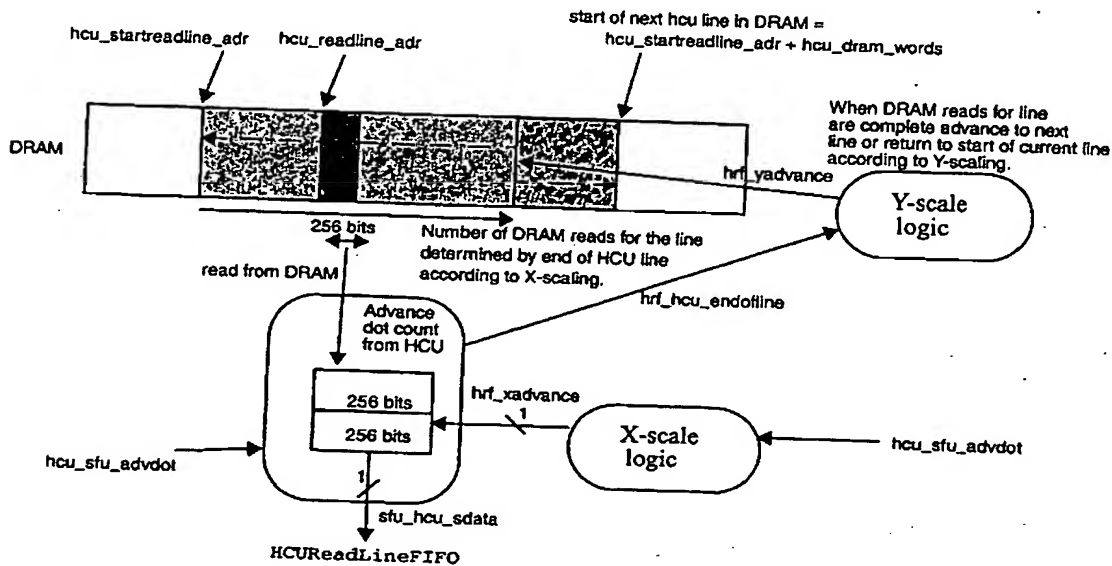 start of next hcu line in DRAM =
hcu_startreadline_adr + hcu_dram_words
hcu_startreadline_adr
hcu_readline_adr
DRAM
When DRAM reads for line
are complete advance to next
line or return to start of current line
according to Y-scaling.
hrf_yadvance
Y-scale
logic
256 bits
Number of DRAM reads for the line
determined by end of HCU line
according to X-scaling.
read from DRAM
hrf_hcu_endofline
Advance
dot count
from HCU
256 bits
256 bits
hrf_xadvance
1
X-scale
logic
hcu_sfu_advdot
hcu_sfu_advdot
1
sfu_hcu_sdata
HCUReadLineFIFO